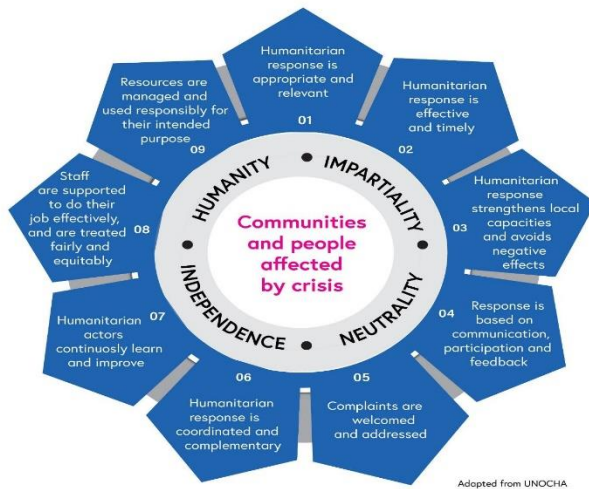 Humanitarian
response is
appropriate and
relevant
01
Humanitarian
response is
effective
and timely
02
Humanitarian
response
strengthens local
capacities
and avoids
negative
effects
03
Response is
based on
communication,
participation and
feedback
04
Complaints are
welcomed
and addressed
05
Humanitarian
response is
coordinated and
complementary
06
Humanitarian
actors
continuosly learn
and improve
07
Staff
are supported
to do their
job effectively,
and are treated
fairly and
equitably
08
Resources are
managed and
used responsibly for
their intended
purpose
09
HUMANITY
IMPARTIALITY
NEUTRALITY
INDEPENDENCE
Communities
and people
affected
by crisis
Adapted from UNOCHA